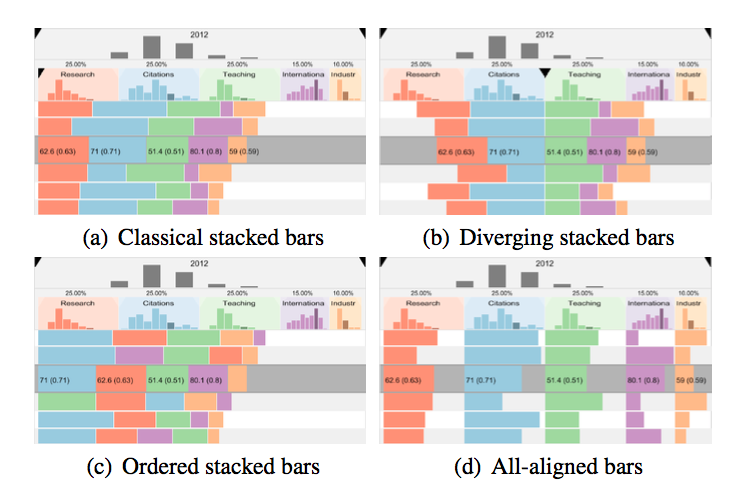 2012
25.00% 25.00% 25.00% 15.00% 10.00%
Research Citations Teaching Internationa Industr
62.6 (0.63) 71 (0.71) 51.4 (0.51) 80.1 (0.8) 59 (0.59)
(a) Classical stacked bars
2012
25.00% 25.00% 25.00% 15.00% 10.00%
Research Citations Teaching Internationa Industr
62.6 (0.63) 71 (0.71) 51.4 (0.51) 80.1 (0.8) 59 (0.59)
(b) Diverging stacked bars
2012
25.00% 25.00% 25.00% 15.00% 10.00%
Research Citations Teaching Internationa Industr
71 (0.71) 62.6 (0.63) 51.4 (0.51) 80.1 (0.8)
(c) Ordered stacked bars
2012
25.00% 25.00% 25.00% 15.00% 10.00%
Research Citations Teaching Internationa Industr
62.6 (0.63) 71 (0.71) 51.4 (0.51) 80.1 (0.8) 59 (0.59)
(d) All-aligned bars